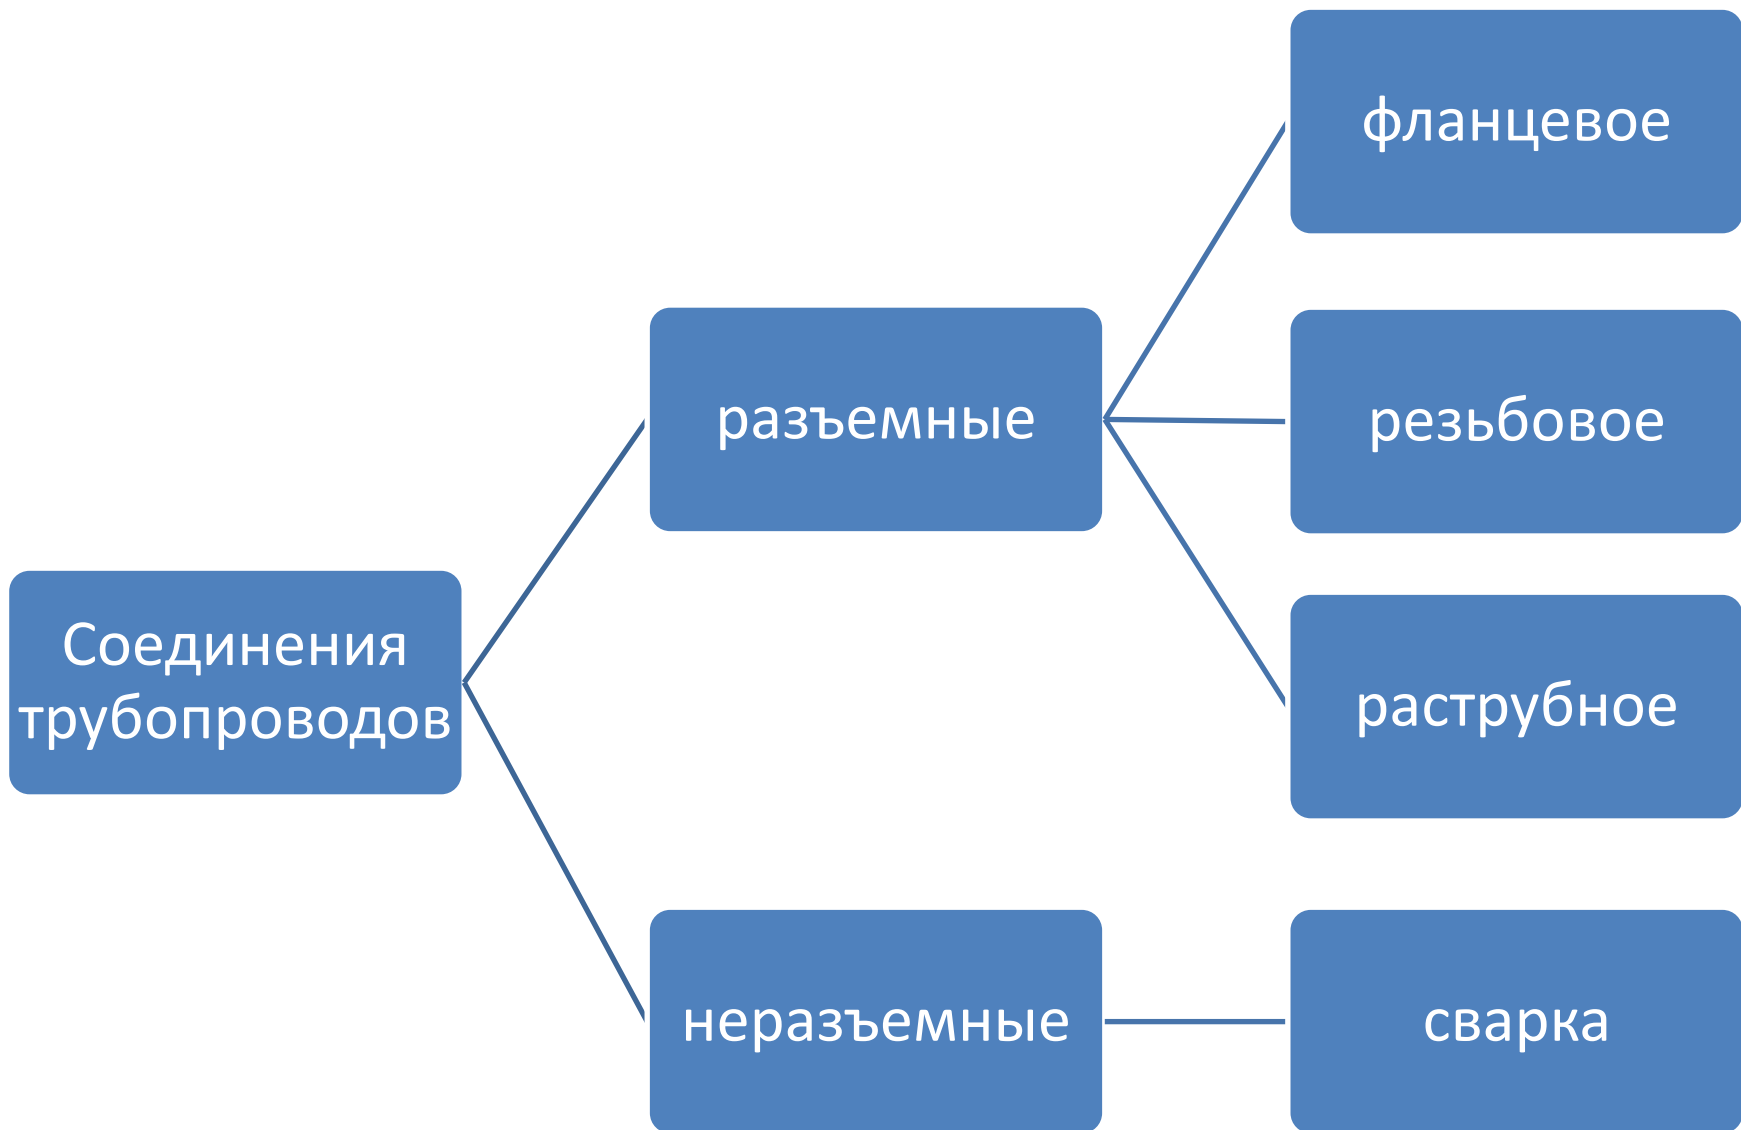 фланцевое
резьбовое
разъемные
Соединения
трубопроводов
раструбное
неразъемные
сварка